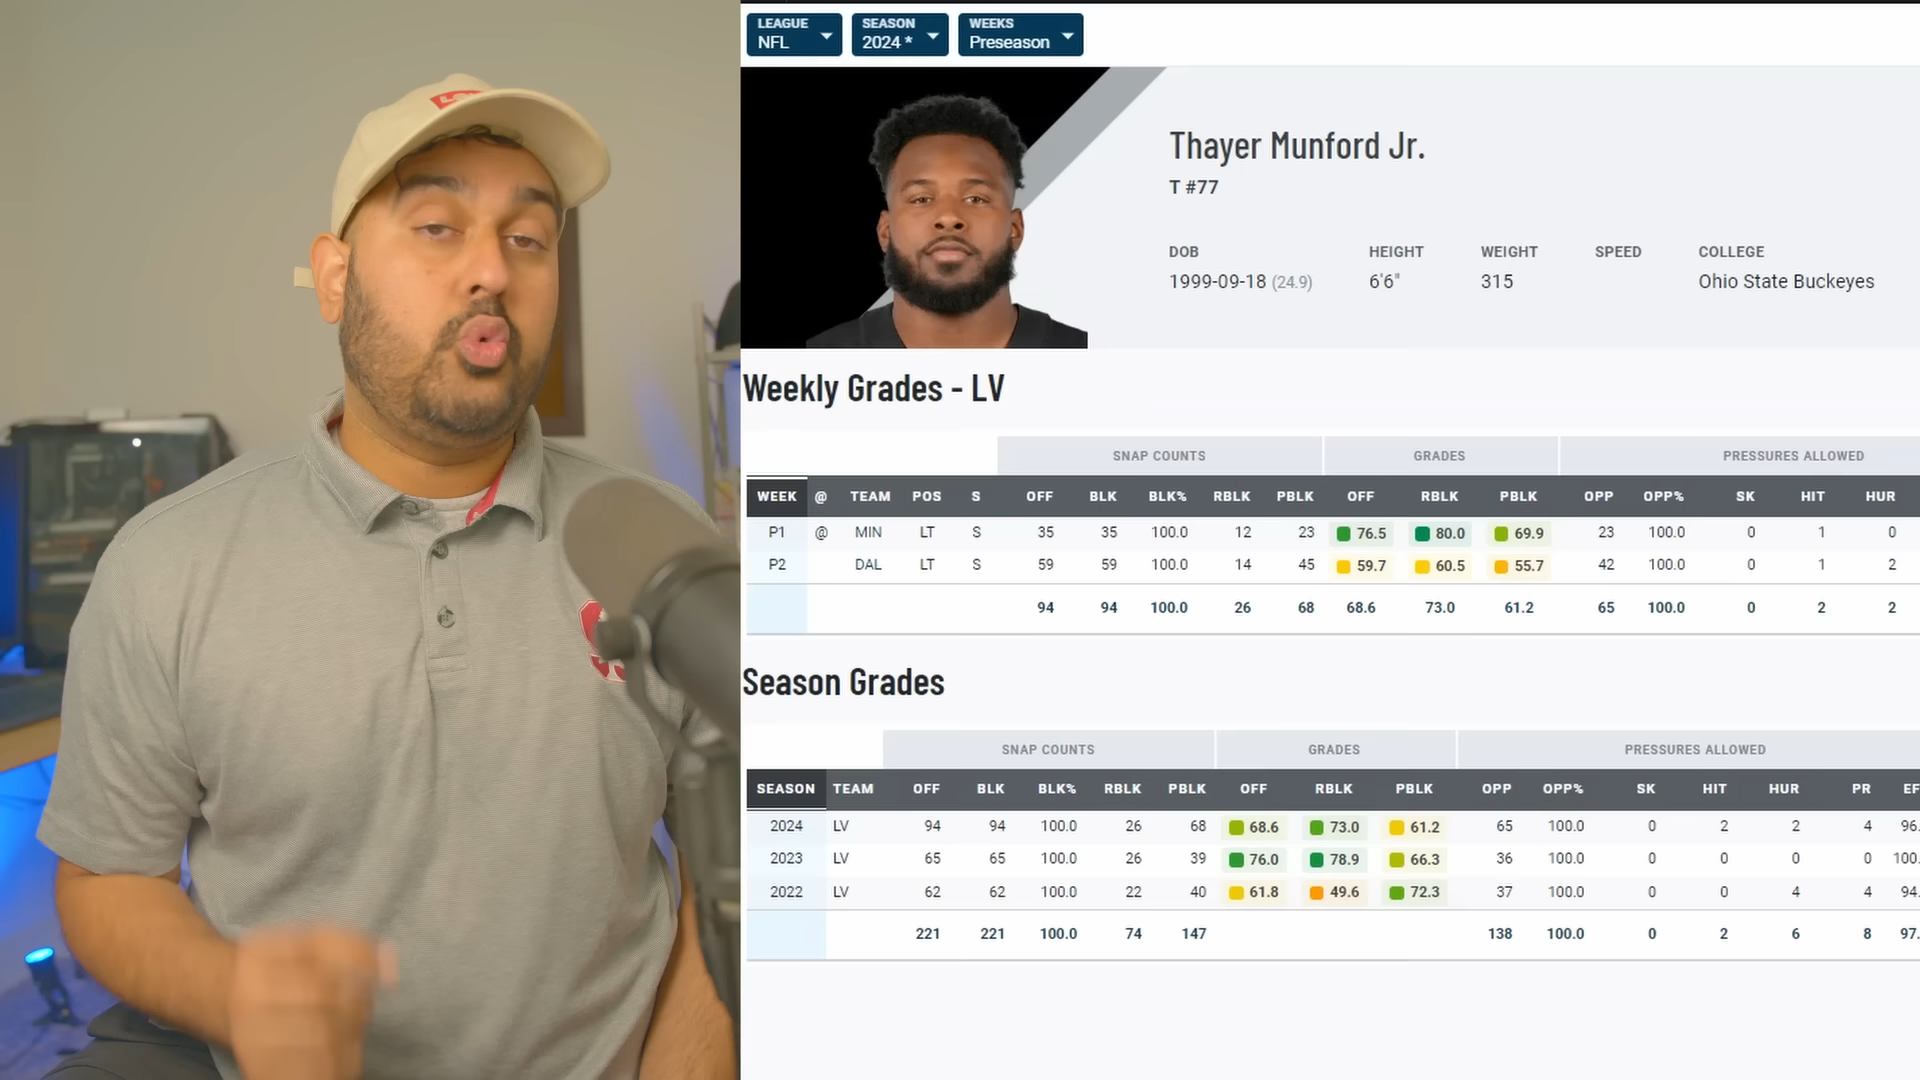 LEAGUE SEASON WEEKS
NFL 2024 * Preseason
Thayer Munford Jr.
T #77
DOB HEIGHT WEIGHT SPEED COLLEGE
1999-09-18 (24.9) 6'6" 315 Ohio State Buckeyes
Weekly Grades - LV
SNAP COUNTS GRADES PRESSURES ALLOWED
WEEK @ TEAM POS S OFF BLK BLK% RBLK PBLK OFF RBLK PBLK OPP OPP% SK HIT HUR
P1 @ MIN LT S 35 35 100.0 12 23 76.5 80.0 69.9 23 100.0 0 1 0
P2 DAL LT S 59 59 100.0 14 45 59.7 60.5 55.7 42 100.0 0 1 2
94 94 100.0 26 68 68.6 73.0 61.2 65 100.0 0 2 2
Season Grades
SNAP COUNTS GRADES PRESSURES ALLOWED
SEASON TEAM OFF BLK BLK% RBLK PBLK OFF RBLK PBLK OPP OPP% SK HIT HUR PR EF
2024 LV 94 94 100.0 26 68 68.6 73.0 61.2 65 100.0 0 2 2 4 96.
2023 LV 65 65 100.0 26 39 76.0 78.9 66.3 36 100.0 0 0 0 0 100.
2022 LV 62 62 100.0 22 40 61.8 49.6 72.3 37 100.0 0 0 4 4 94.
221 221 100.0 74 147 138 100.0 0 2 6 8 97.